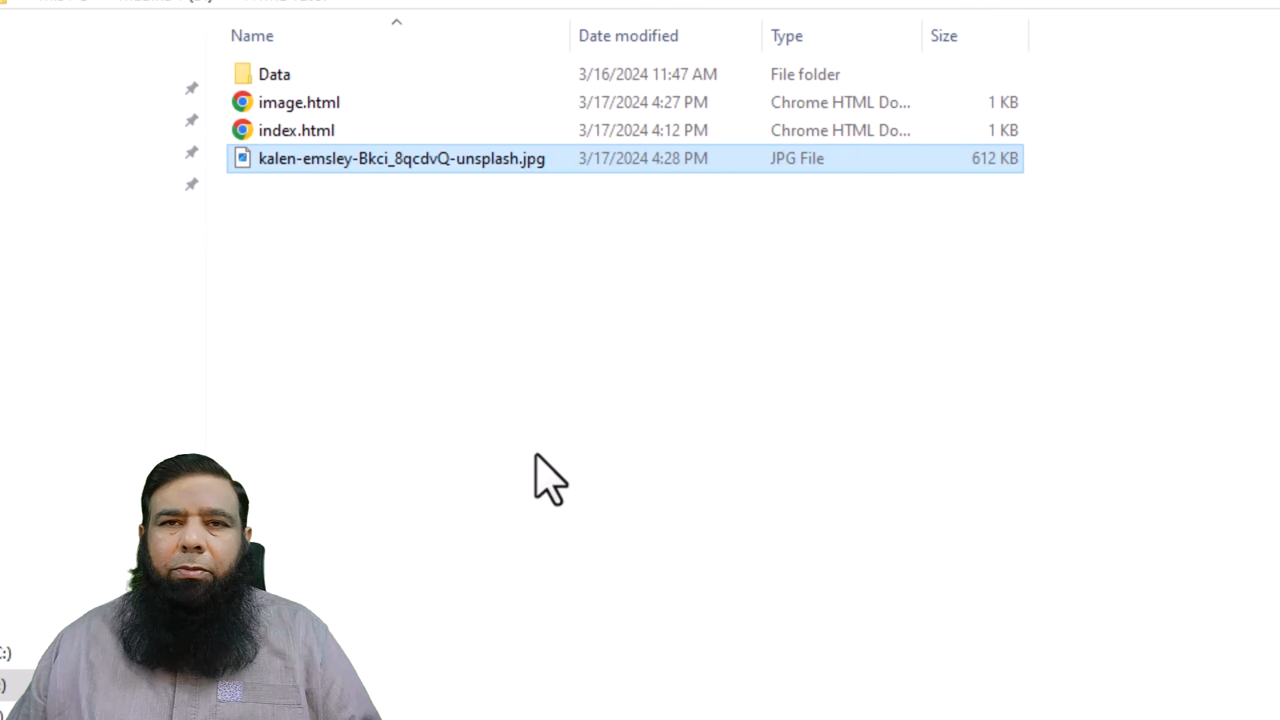 Name Date modified Type Size
Data 3/16/2024 11:47 AM File folder
image.html 3/17/2024 4:27 PM Chrome HTML Do... 1 KB
index.html 3/17/2024 4:12 PM Chrome HTML Do... 1 KB
kalen-emsley-Bkci_8qcdvQ-unsplash.jpg 3/17/2024 4:28 PM JPG File 612 KB
:)